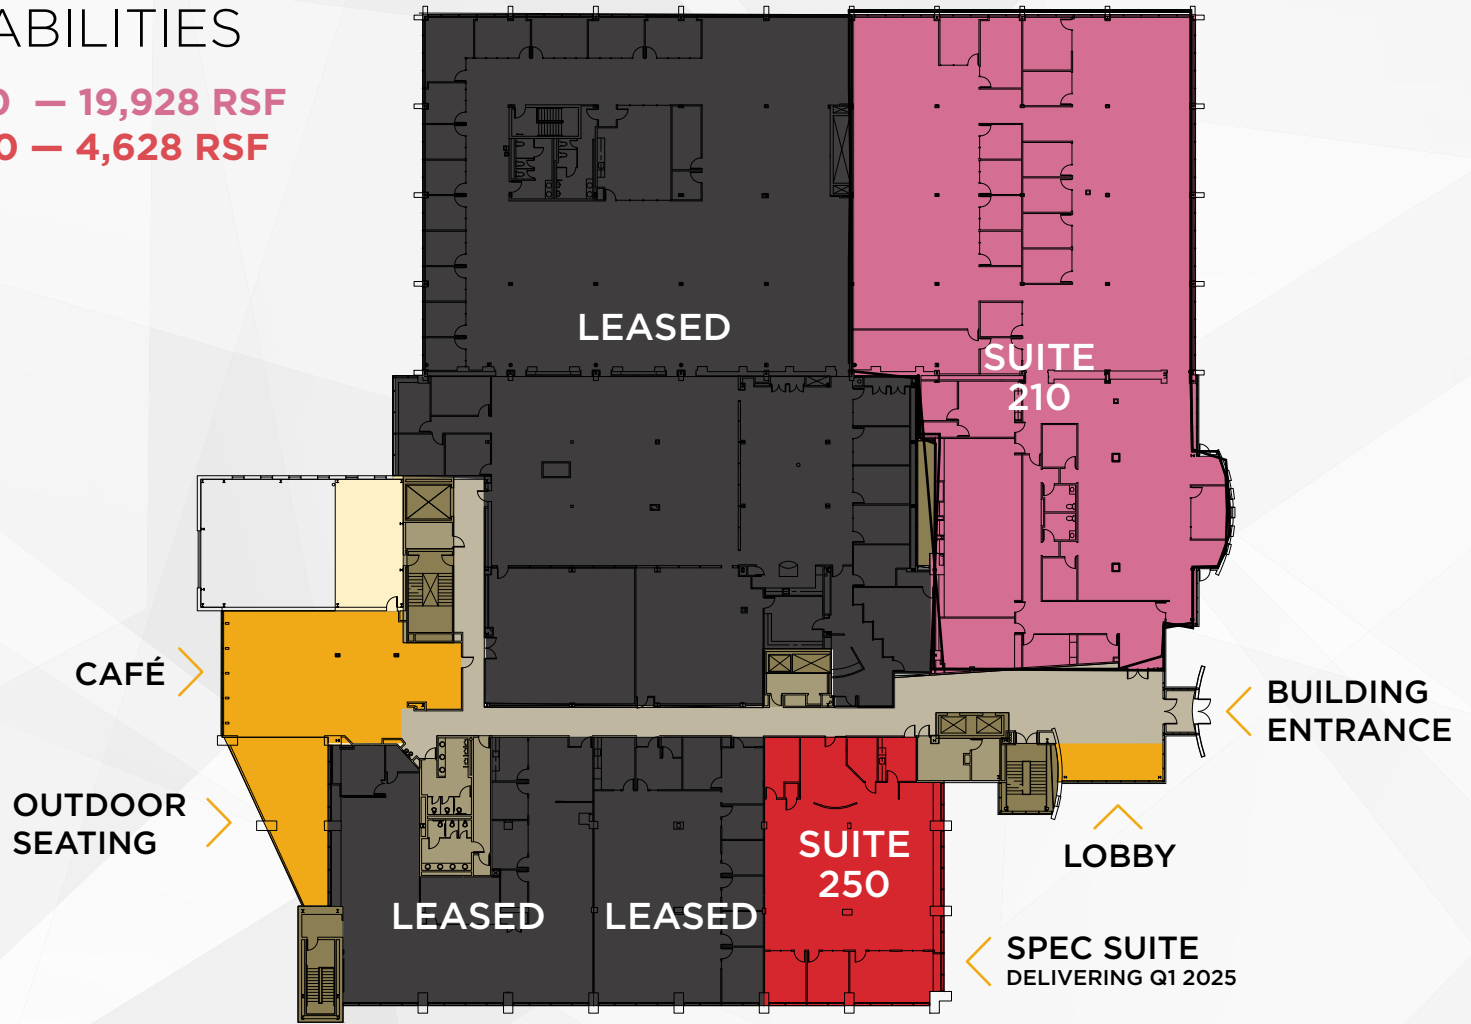 ABILITIES
0 — 19,928 RSF
0 — 4,628 RSF
LEASED
SUITE
210
CAFÉ
BUILDING
ENTRANCE
OUTDOOR
SEATING
SUITE
250
LOBBY
LEASED
LEASED
SPEC SUITE
DELIVERING Q1 2025